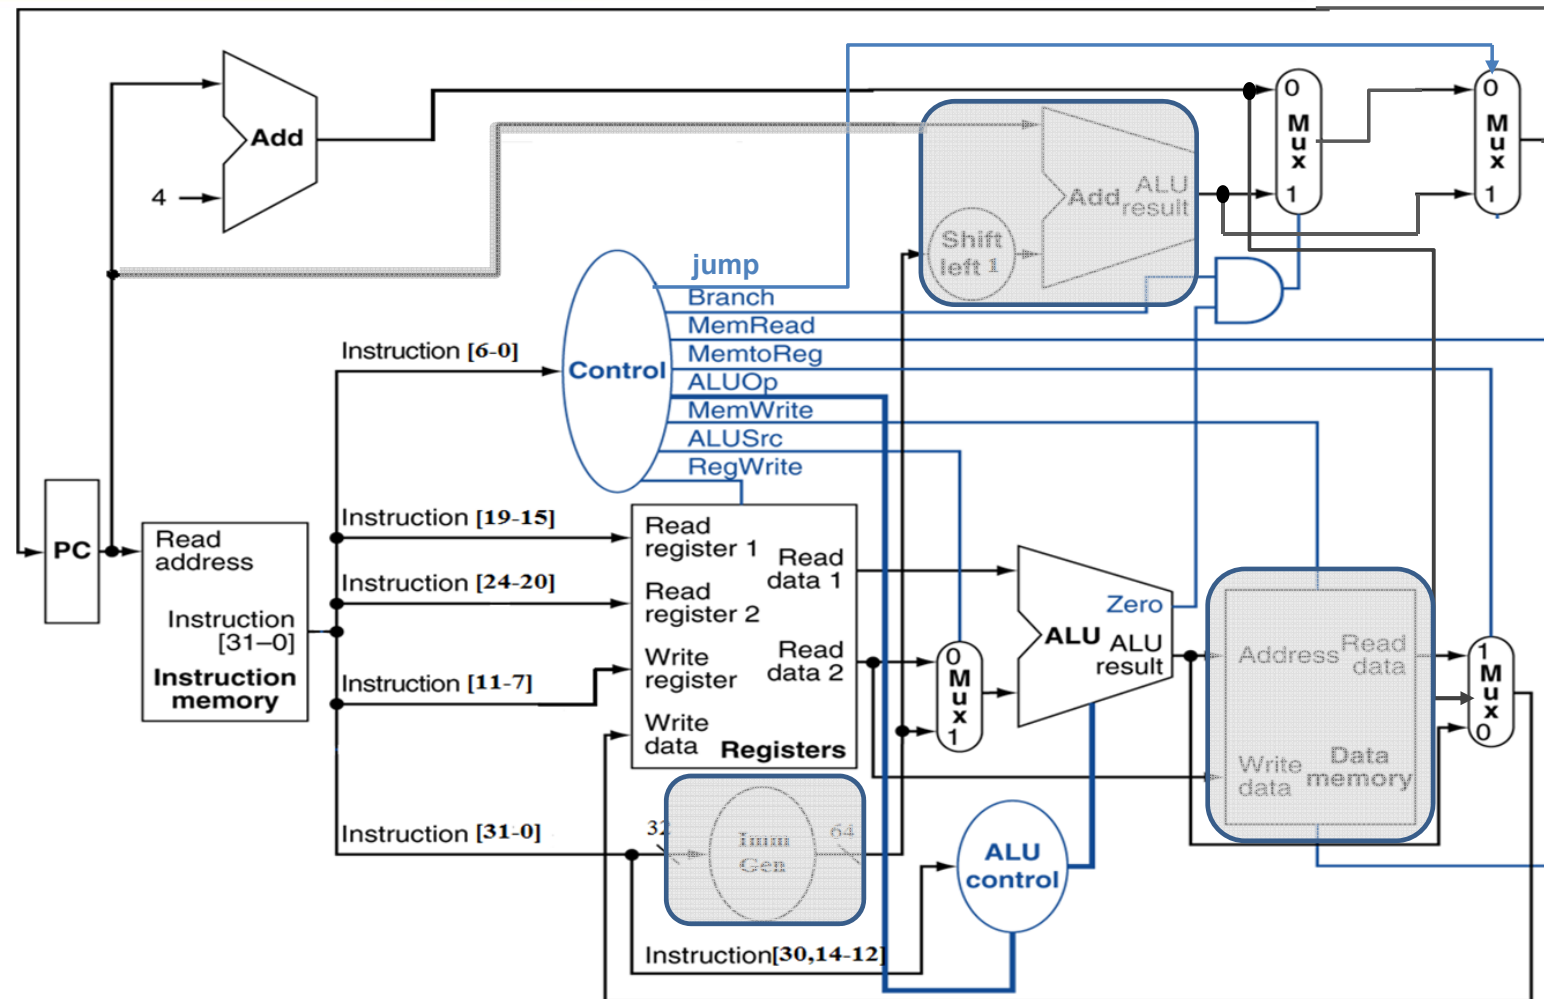 0
0
M
u
x
M
u
x
Add
4
ALU
result
Add
1
1
Shift
left 1
jump
Branch
MemRead
MemtoReg
ALUOp
MemWrite
ALUSrc
RegWrite
Instruction [6-0]
Control
PC
Read
address
Instruction
[31–0]
Instruction
memory
Instruction [19-15]
Instruction [24-20]
Instruction [11-7]
Instruction [31-0]
Read
register 1
Read
data 1
Read
register 2
Read
data 2
Write
register
Write
data
Registers
0
M
u
x
1
Zero
ALU
ALU
result
Address
Read
data
Write
data
Data
memory
1
M
u
x
0
32
Imm
Gen
64
ALU
control
Instruction[30,14-12]